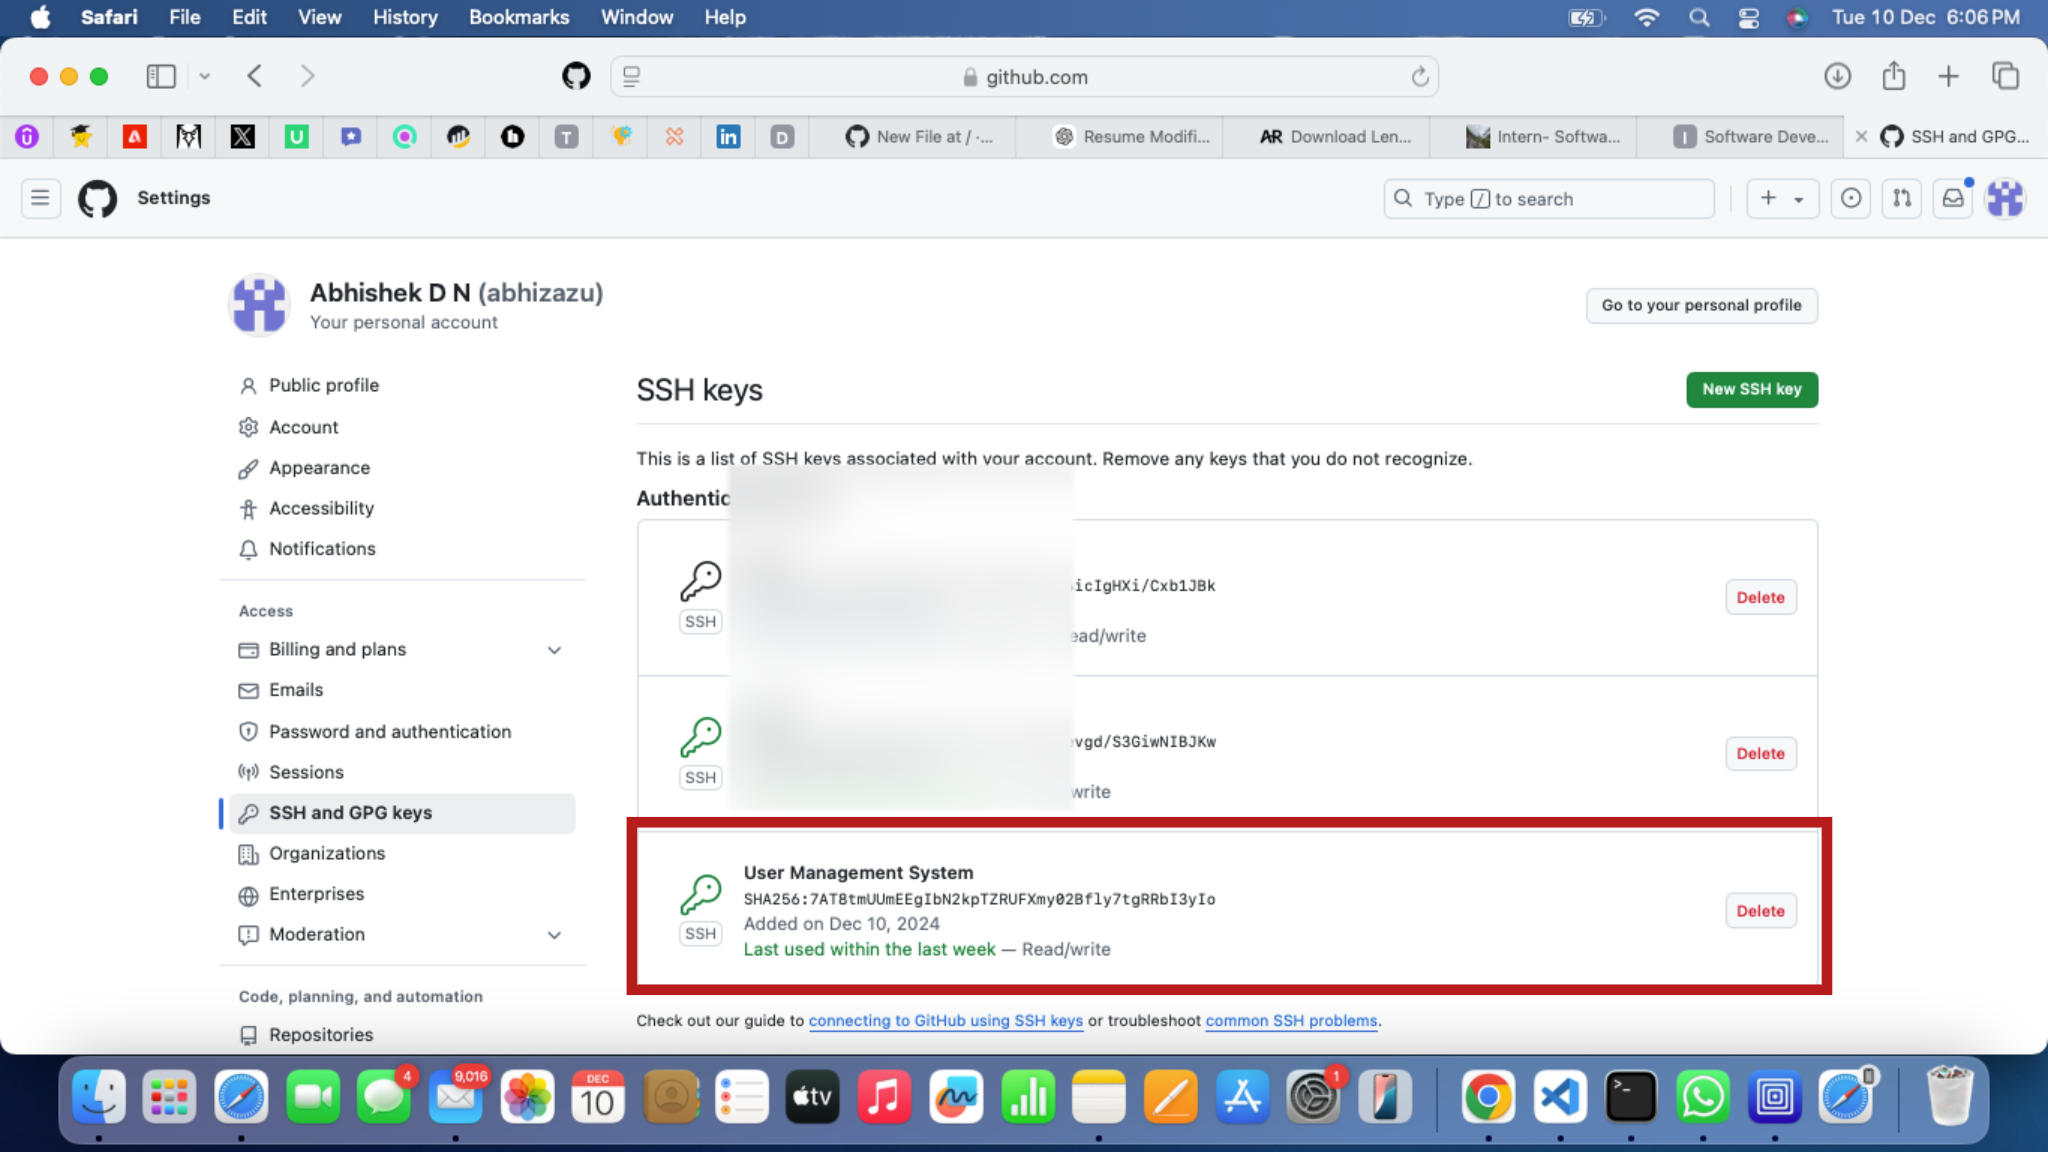 Safari File Edit View History Bookmarks Window Help Tue 10 Dec 6:06 PM
github.com
New File at / ·... Resume Modifi... AR Download Len... Intern- Softwa... I Software Deve... SSH and GPG...
Settings
Type / to search
Abhishek D N (abhizazu)
Your personal account
Go to your personal profile
Public profile
Account
Appearance
Accessibility
Notifications
Access
Billing and plans
Emails
Password and authentication
Sessions
SSH and GPG keys
Organizations
Enterprises
Moderation
Code, planning, and automation
Repositories
SSH keys
New SSH key
This is a list of SSH keys associated with your account. Remove any keys that you do not recognize.
Authentic
icIgHXi/Cxb1JBk
SSH
ead/write
Delete
vgd/S3GiwNIBJKw
SSH
write
Delete
User Management System
SHA256:7AT8tmUUmEEgIbN2kpTZRUFXmy02Bfly7tgRRbI3yIo
Added on Dec 10, 2024
SSH
Last used within the last week — Read/write
Delete
Check out our guide to connecting to GitHub using SSH keys or troubleshoot common SSH problems.
4
9,016
DEC
10
tv
1